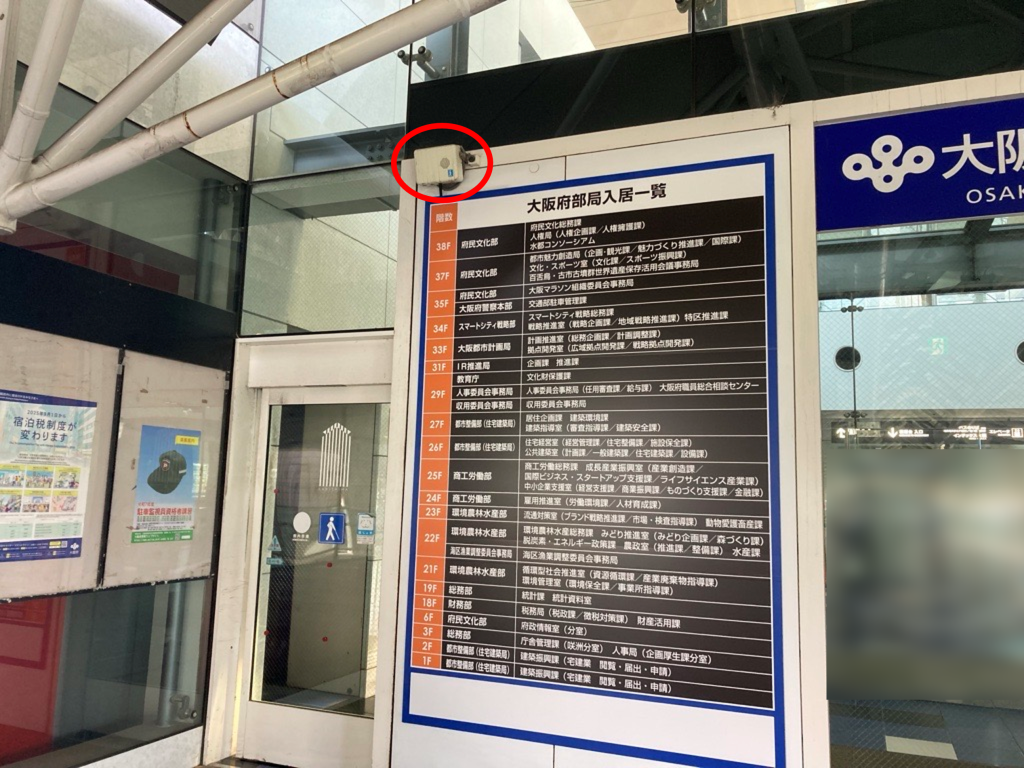 大阪府部局入居一覧
階数
38F 府民文化部 府民文化総務課
人権局（人権企画課／人権擁護課）
水都コンソーシアム
37F 府民文化部 都市魅力創造局（企画・観光課／魅力づくり推進課／国際課）
文化・スポーツ室（文化課／スポーツ振興課）
百舌鳥・古市古墳群世界遺産保存活用会議事務局
35F 府民文化部 大阪マラソン組織委員会事務局
大阪府警察本部 交通部駐車管理課
34F スマートシティ戦略部 スマートシティ戦略総務課
戦略推進室（戦略企画課／地域戦略推進課）特区推進課
33F 大阪都市計画局 計画推進室（総務企画課／計画調整課）
拠点開発室（広域拠点開発課／戦略拠点開発課）
31F IR推進局 企画課 推進課
29F 教育庁 文化財保護課
人事委員会事務局 人事委員会事務局（任用審査課／給与課） 大阪府職員総合相談センター
収用委員会事務局 収用委員会事務局
27F 都市整備部（住宅建築局） 居住企画課 建築環境課
建築指導室（審査指導課／建築安全課）
26F 都市整備部（住宅建築局） 住宅経営室（経営管理課／住宅整備課／施設保全課）
公共建築室（計画課／一般建築課／住宅建築課／設備課）
25F 商工労働部 商工労働総務課 成長産業振興室（産業創造課／
国際ビジネス・スタートアップ支援課／ライフサイエンス産業課）
中小企業支援室（経営支援課／商業振興課／ものづくり支援課／金融課）
24F 商工労働部 雇用推進室（労働環境課／人材育成課）
23F 環境農林水産部 流通対策室（ブランド戦略推進課／市場・検査指導課） 動物愛護畜産課
22F 環境農林水産部 環境農林水産総務課 みどり推進室（みどり企画課／森づくり課）
脱炭素・エネルギー政策課 農政室（推進課／整備課） 水産課
海区漁業調整委員会事務局 海区漁業調整委員会事務局
21F 環境農林水産部 循環型社会推進室（資源循環課／産業廃棄物指導課）
環境管理室（環境保全課／事業所指導課）
19F 総務部 統計課 統計資料室
18F 財務部 税務局（税政課／徴税対策課） 財産活用課
6F 府民文化部 府政情報室（分室）
3F 総務部 庁舎管理課（咲洲分室） 人事局（企画厚生課分室）
2F 都市整備部（住宅建築局） 建築振興課（宅建業 閲覧・届出・申請）
1F 都市整備部（住宅建築局） 建築振興課（宅建業 閲覧・届出・申請）
大阪
OSAK
宿泊税制度が
変わります
駐車監視員資格者講習